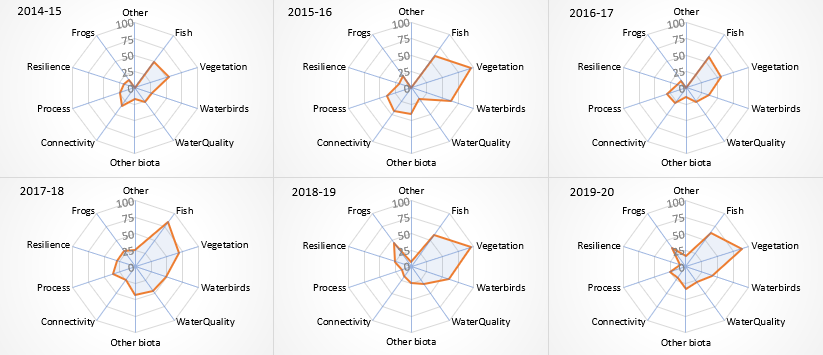 2014-15
Other
100
Frogs
Fish
75
50
Resilience
Vegetation
25
0
Process
Waterbirds
Connectivity
WaterQuality
Other biota
2015-16
Other
100
Frogs
Fish
75
50
Resilience
Vegetation
25
0
Process
Waterbirds
Connectivity
WaterQuality
Other biota
2016-17
Other
100
Frogs
Fish
75
50
Resilience
Vegetation
25
0
Process
Waterbirds
Connectivity
WaterQuality
Other biota
2017-18
Other
100
Frogs
Fish
75
50
Resilience
Vegetation
25
0
Process
Waterbirds
Connectivity
WaterQuality
Other biota
2018-19
Other
100
Frogs
Fish
75
50
Resilience
Vegetation
25
0
Process
Waterbirds
Connectivity
WaterQuality
Other biota
2019-20
Other
100
Frogs
Fish
75
50
Resilience
Vegetation
25
0
Process
Waterbirds
Connectivity
WaterQuality
Other biota